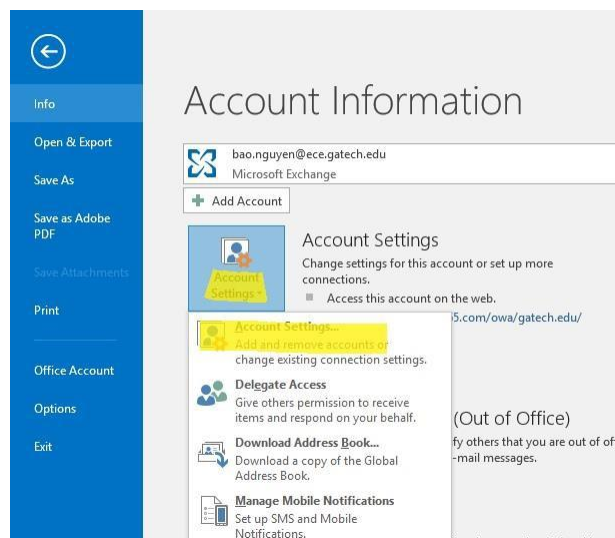 Info
Open & Export
Save As
Save as Adobe
PDF
Save Attachments
Print
Office Account
Options
Exit
Account Information
bao.nguyen@ece.gatech.edu
Microsoft Exchange
Add Account
Account
Settings
Account Settings
Change settings for this account or set up more
connections.
Access this account on the web.
5.com/owa/gatech.edu/
Account Settings...
Add and remove accounts or
change existing connection settings.
Delegate Access
Give others permission to receive
items and respond on your behalf.
Download Address Book...
Download a copy of the Global
Address Book.
Manage Mobile Notifications
Set up SMS and Mobile
Notifications.
(Out of Office)
fy others that you are out of of
-mail messages.